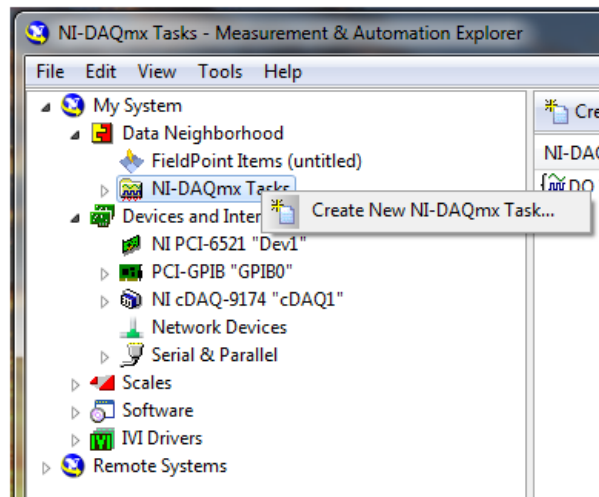 NI-DAQmx Tasks - Measurement & Automation Explorer
File Edit View Tools Help
My System
Data Neighborhood
FieldPoint Items (untitled)
NI-DAQmx Tasks
Create New NI-DAQmx Task...
Devices and
NI PCI-6521 "Dev1"
PCI-GPIB "GPIB0"
NI cDAQ-9174 "cDAQ1"
Network Devices
Serial & Parallel
Scales
Software
IVI Drivers
Remote Systems
DO